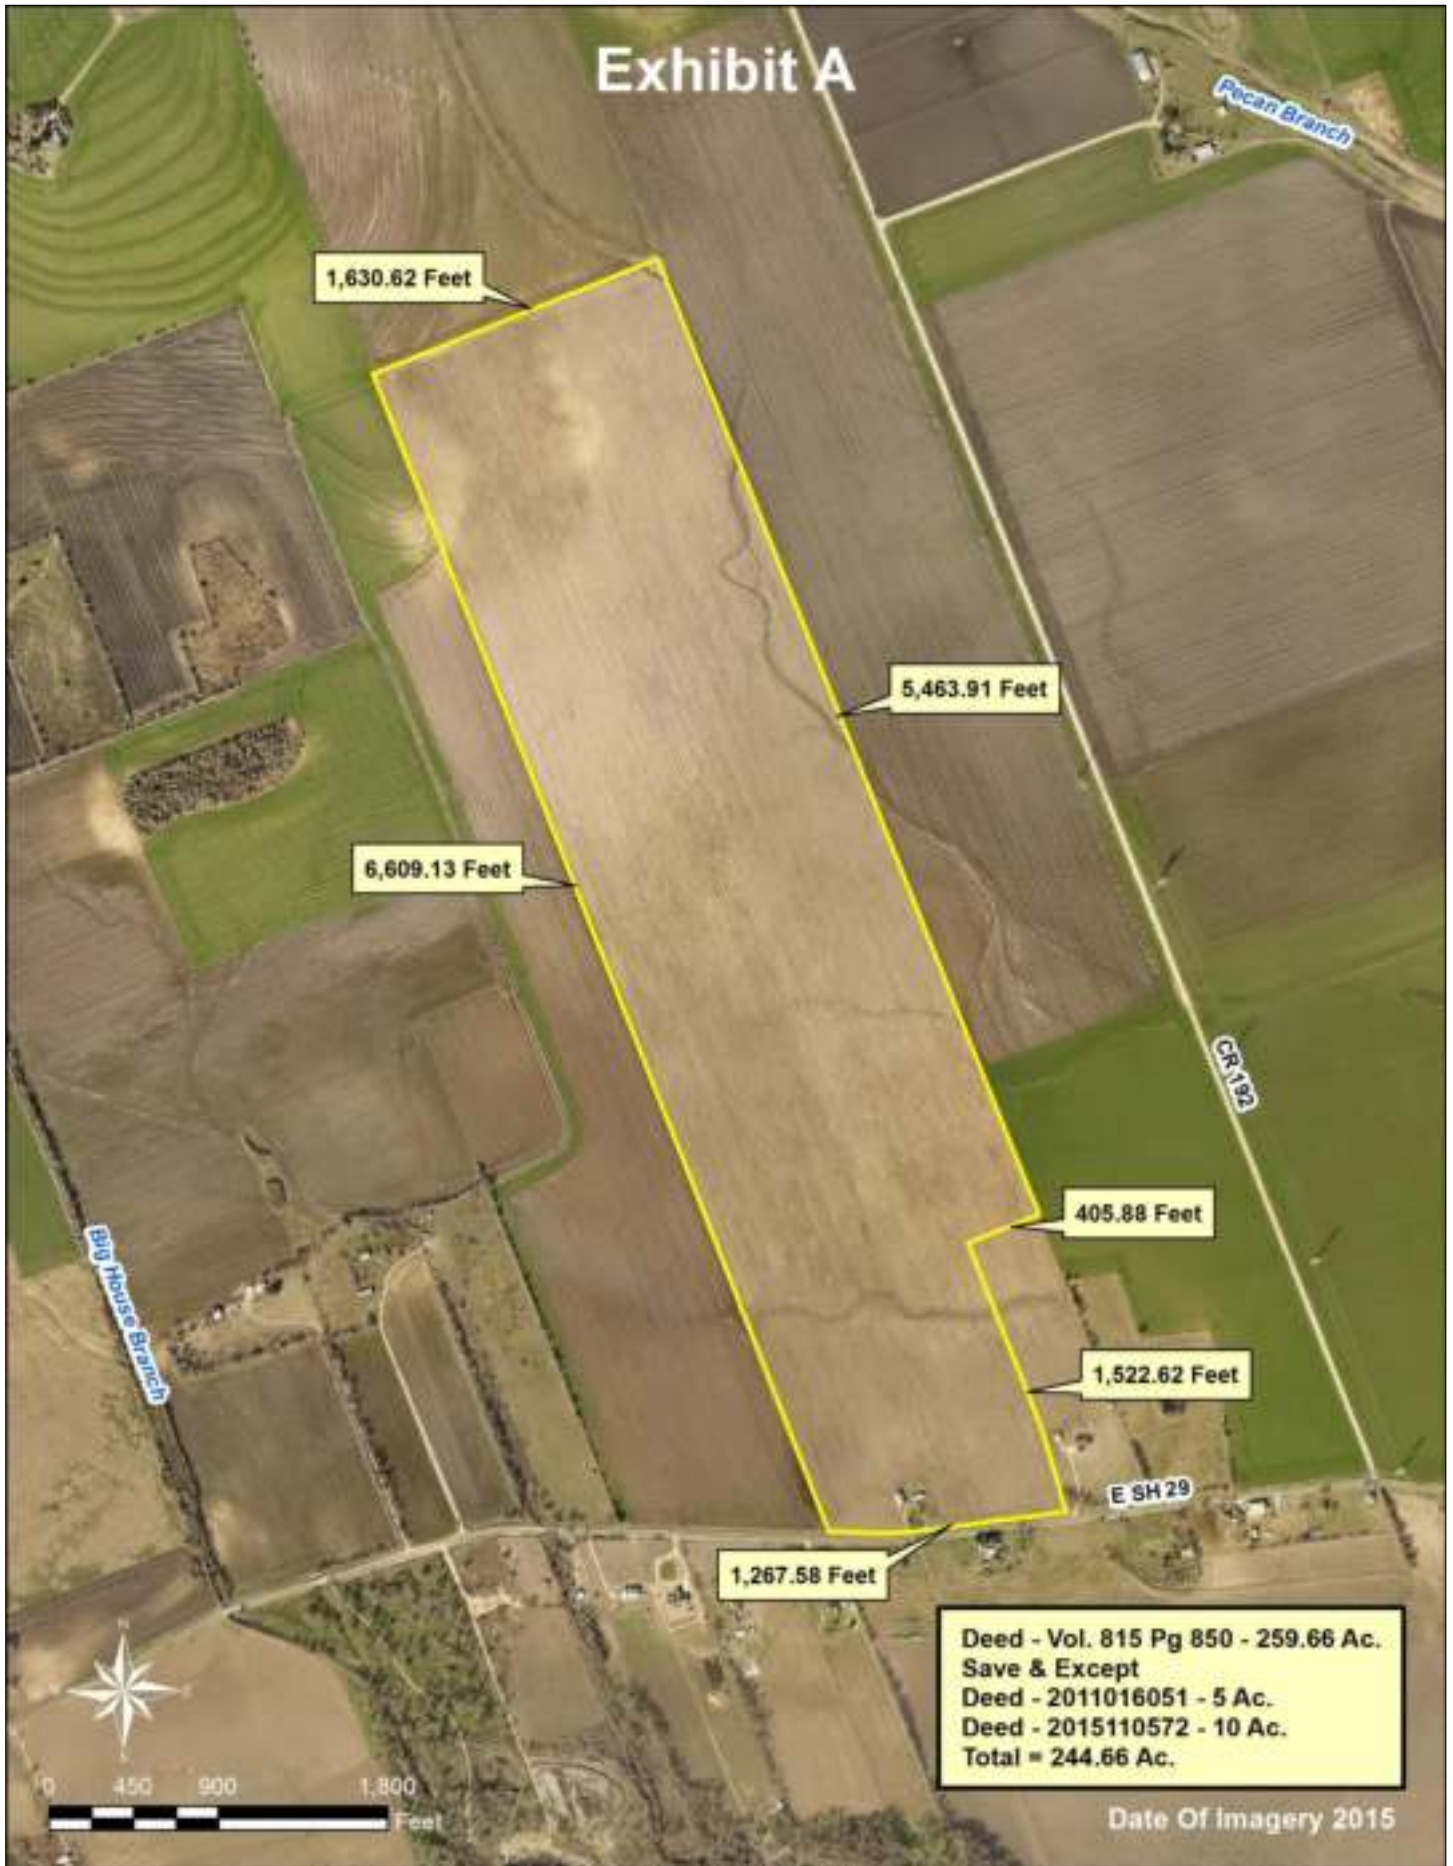 Exhibit A
Pecan Branch
1,630.62 Feet
5,463.91 Feet
6,609.13 Feet
CR 192
405.88 Feet
Big House Branch
1,522.62 Feet
E SH 29
1,267.58 Feet
Deed - Vol. 815 Pg 850 - 259.66 Ac.
Save & Except
Deed - 2011016051 - 5 Ac.
Deed - 2015110572 - 10 Ac.
Total = 244.66 Ac.
0 450 900 1,800
Feet
Date Of Imagery 2015